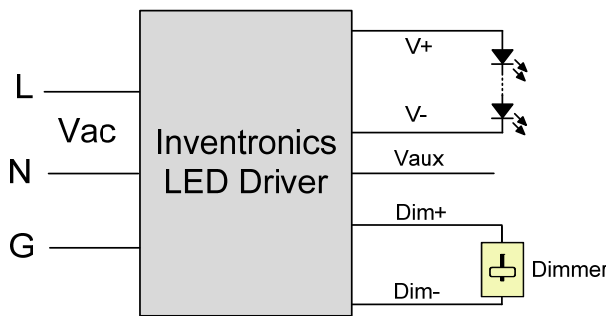 L
Vac
N
G
Inventronics
LED Driver
V+
V-
Vaux
Dim+
Dim-
Dimmer